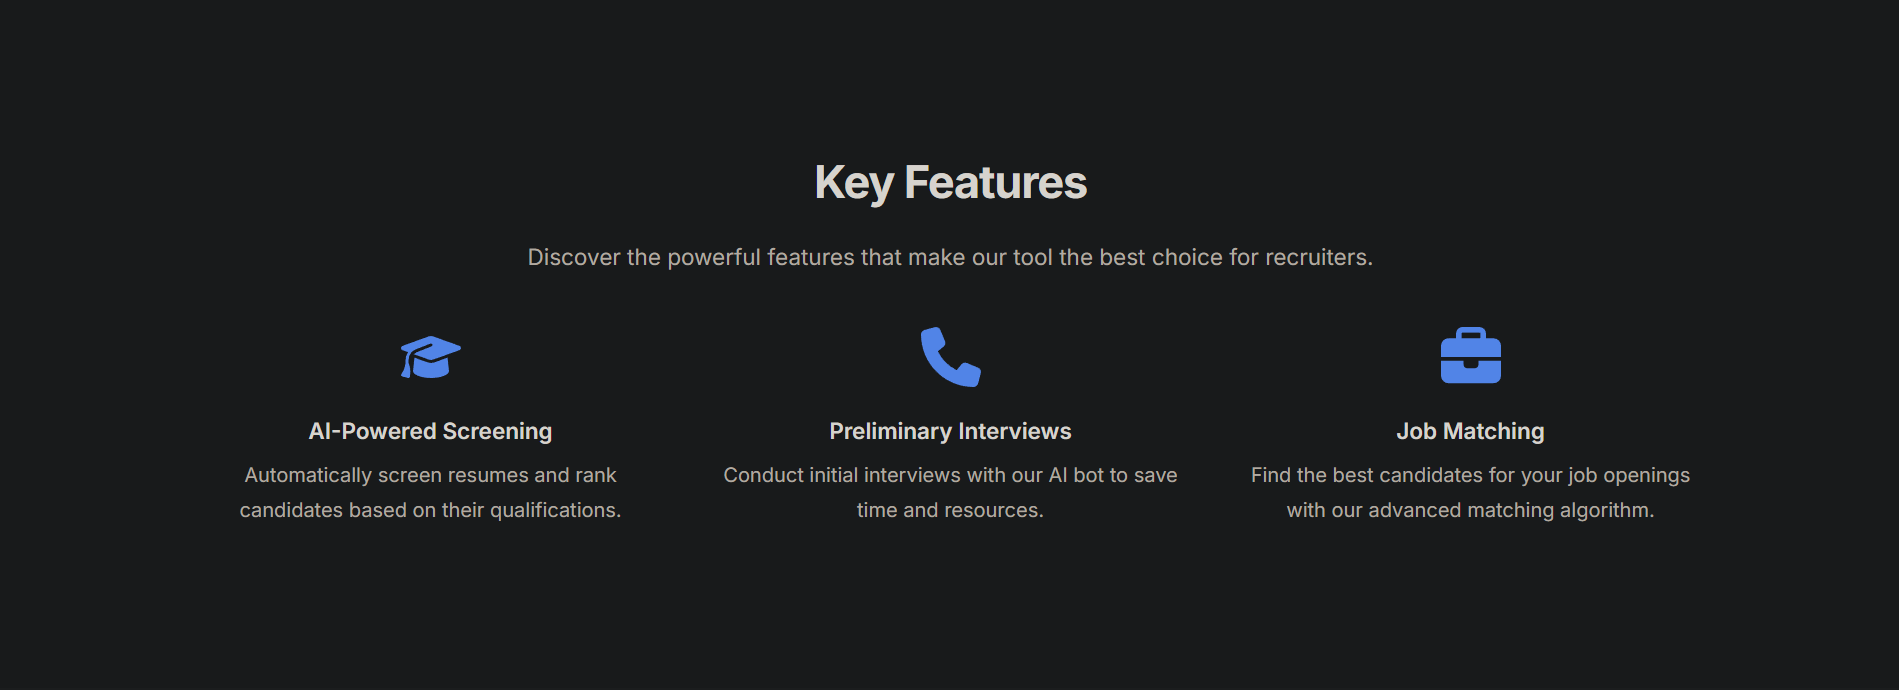 Key Features
Discover the powerful features that make our tool the best choice for recruiters.
AI-Powered Screening
Automatically screen resumes and rank
candidates based on their qualifications.
Preliminary Interviews
Conduct initial interviews with our AI bot to save
time and resources.
Job Matching
Find the best candidates for your job openings
with our advanced matching algorithm.